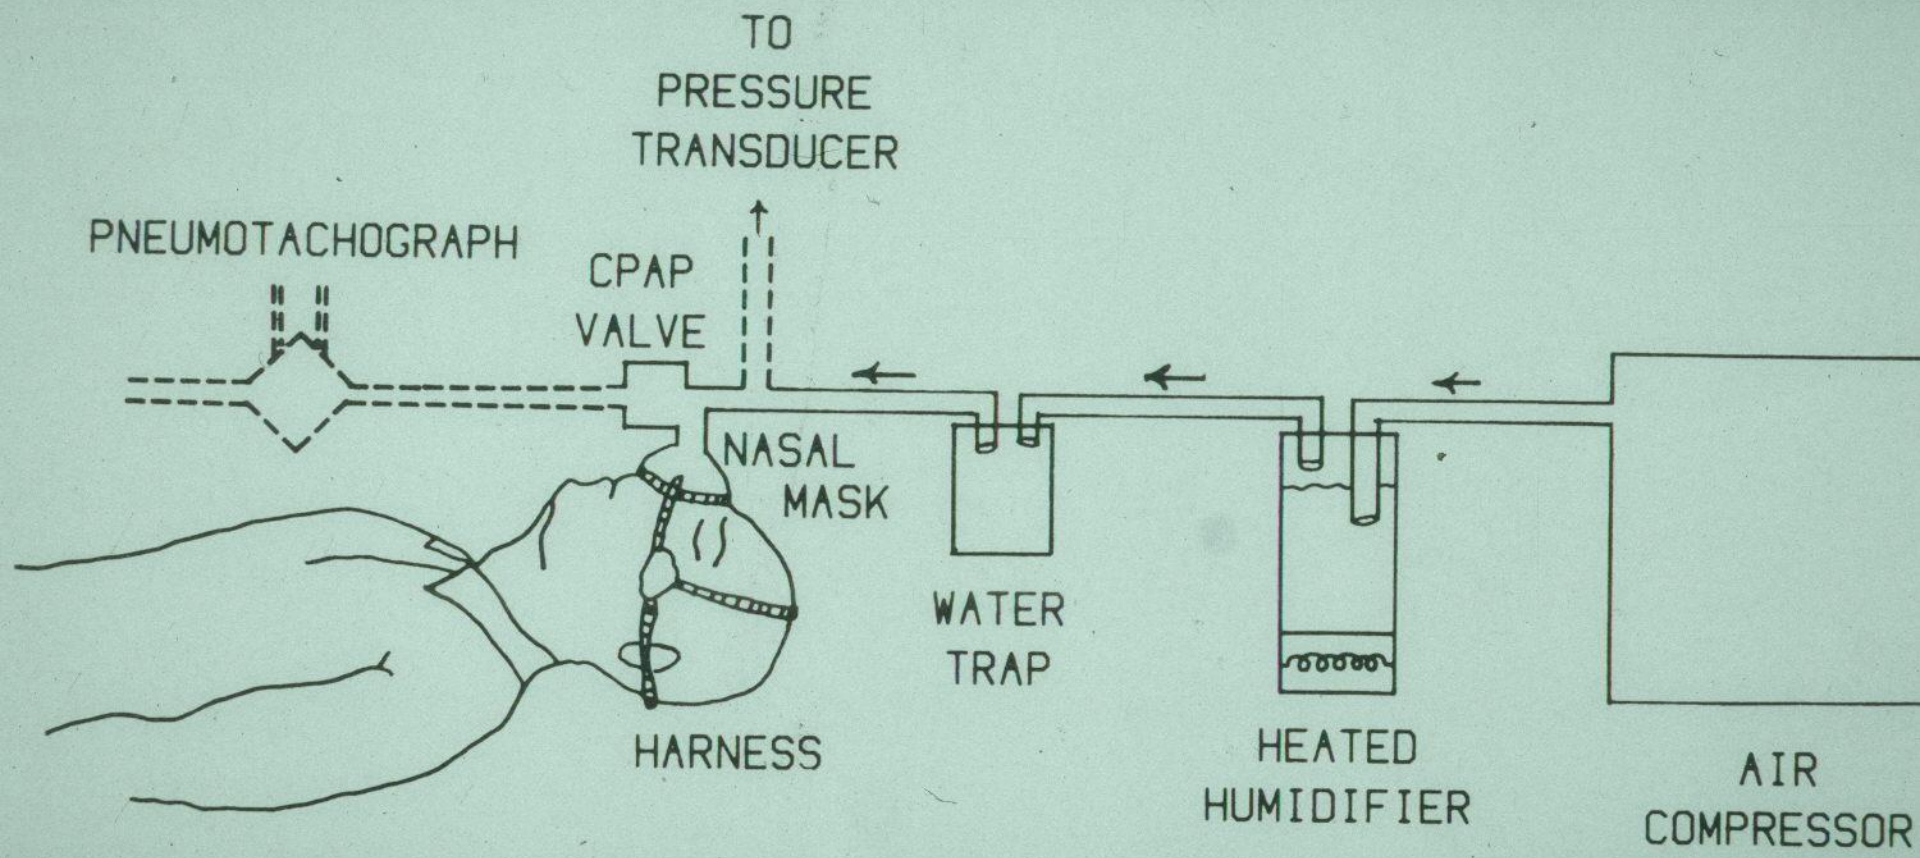 TO
PRESSURE
TRANSDUCER
PNEUMOTACHOGRAPH
CPAP
VALVE
NASAL
MASK
WATER
TRAP
HARNESS
HEATED
HUMIDIFIER
AIR
COMPRESSOR